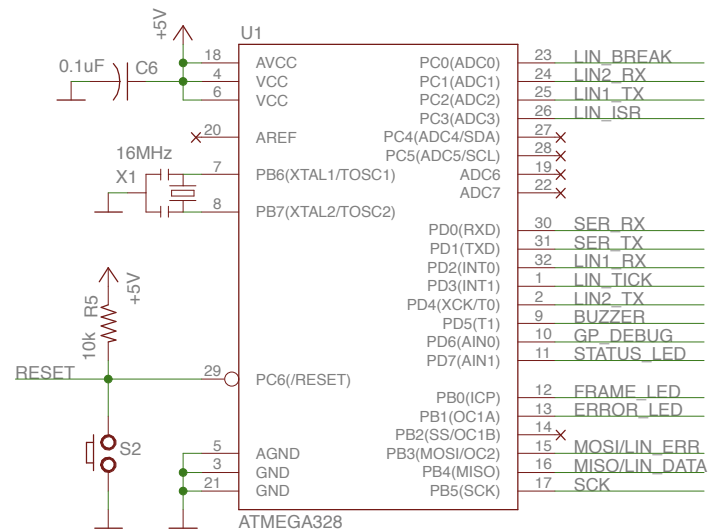 +5V
U1
0.1uF
C6
18 AVCC PC0(ADC0) 23 LIN_BREAK
4 VCC PC1(ADC1) 24 LIN2_RX
6 VCC PC2(ADC2) 25 LIN1_TX
PC3(ADC3) 26 LIN_ISR
20 AREF PC4(ADC4/SDA) 27
PC5(ADC5/SCL) 28
16MHz
X1
7 PB6(XTAL1/TOSC1) ADC6 19
ADC7 22
8 PB7(XTAL2/TOSC2)
PD0(RXD) 30 SER_RX
PD1(TXD) 31 SER_TX
PD2(INT0) 32 LIN1_RX
+5V
PD3(INT1) 1 LIN_TICK
R5
10k
PD4(XCK/T0) 2 LIN2_TX
PD5(T1) 9 BUZZER
PD6(AIN0) 10 GP_DEBUG
PD7(AIN1) 11 STATUS_LED
RESET 29 PC6(/RESET)
PB0(ICP) 12 FRAME_LED
PB1(OC1A) 13 ERROR_LED
PB2(SS/OC1B) 14
S2
5 AGND PB3(MOSI/OC2) 15 MOSI/LIN_ERR
3 GND PB4(MISO) 16 MISO/LIN_DATA
21 GND PB5(SCK) 17 SCK
ATMEGA328